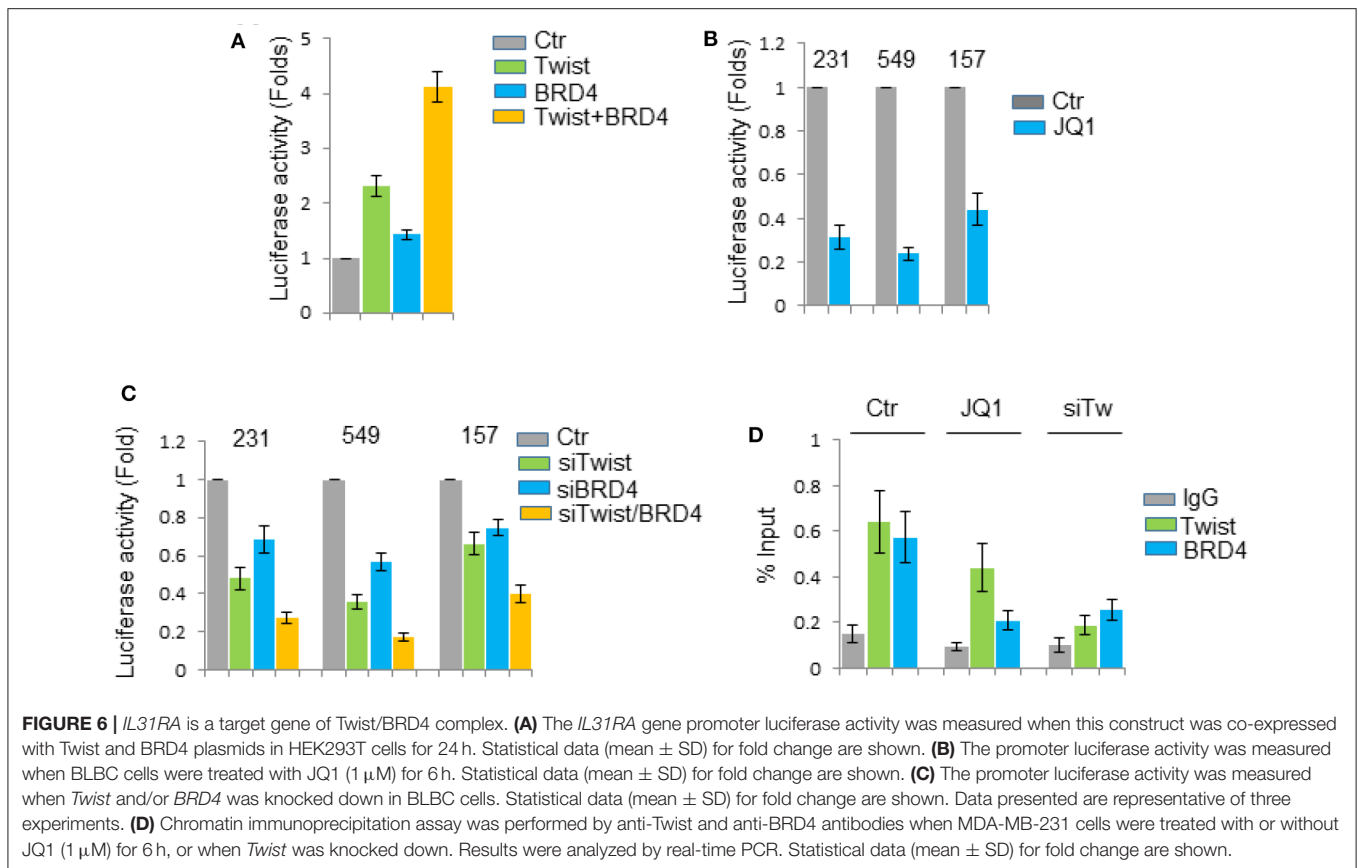 A
Luciferase activity (Folds)
5
4
3
2
1
0
Ctr
Twist
BRD4
Twist+BRD4
B
Luciferase activity (Folds)
1.2
1
0.8
0.6
0.4
0.2
0
231 549 157
Ctr
JQ1
C
Luciferase activity (Fold)
1.2
1
0.8
0.6
0.4
0.2
0
231 549 157
Ctr
siTwist
siBRD4
siTwist/BRD4
D
Ctr JQ1 siTw
% Input
1
0.8
0.6
0.4
0.2
0
IgG
Twist
BRD4
FIGURE 6 | IL31RA is a target gene of Twist/BRD4 complex. (A) The IL31RA gene promoter luciferase activity was measured when this construct was co-expressed
with Twist and BRD4 plasmids in HEK293T cells for 24 h. Statistical data (mean ± SD) for fold change are shown. (B) The promoter luciferase activity was measured
when BLBC cells were treated with JQ1 (1 μM) for 6 h. Statistical data (mean ± SD) for fold change are shown. (C) The promoter luciferase activity was measured
when Twist and/or BRD4 was knocked down in BLBC cells. Statistical data (mean ± SD) for fold change are shown. Data presented are representative of three
experiments. (D) Chromatin immunoprecipitation assay was performed by anti-Twist and anti-BRD4 antibodies when MDA-MB-231 cells were treated with or without
JQ1 (1 μM) for 6 h, or when Twist was knocked down. Results were analyzed by real-time PCR. Statistical data (mean ± SD) for fold change are shown.